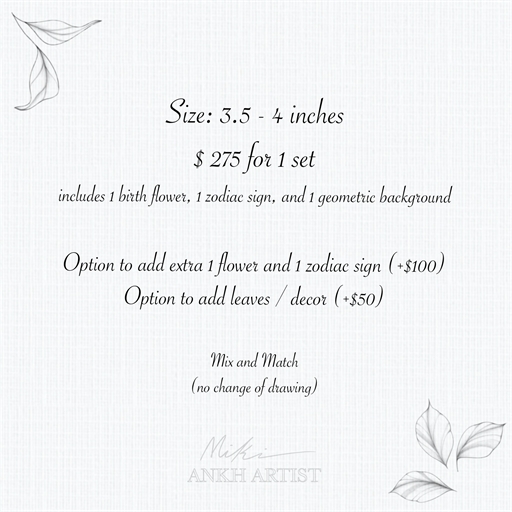 Size: 3.5 - 4 inches
$ 275 for 1 set
includes 1 birth flower, 1 zodiac sign, and 1 geometric background
Option to add extra 1 flower and 1 zodiac sign (+$100)
Option to add leaves / decor (+$50)
Mix and Match
(no change of drawing)
Miki
ANKH ARTIST